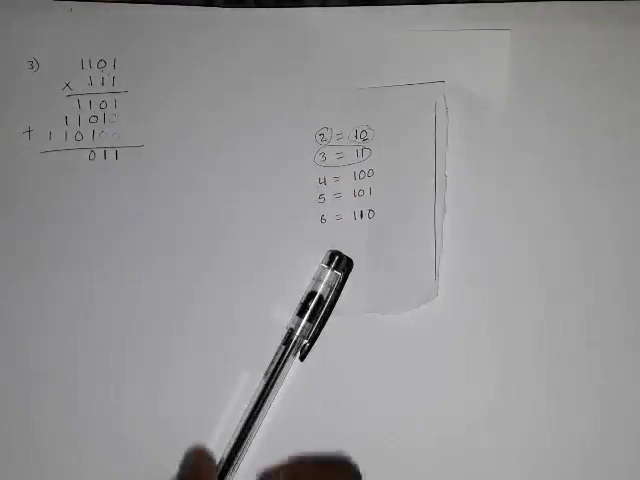 3) 1101
x 111
1101
11010
+ 110100
011
2 = 10
3 = 11
4 = 100
5 = 101
6 = 110